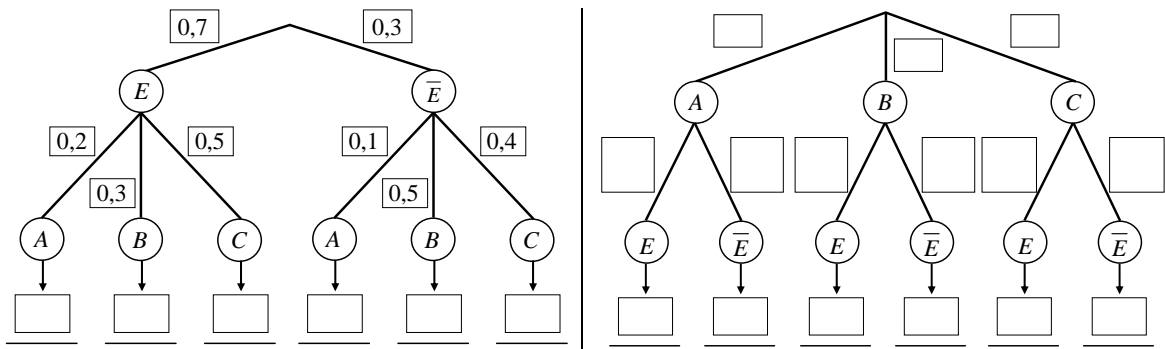 0,7 0,3
E E̅
0,2 0,3 0,5 0,1 0,5 0,4
A B C A B C
A B C
E E̅ E E̅ E E̅